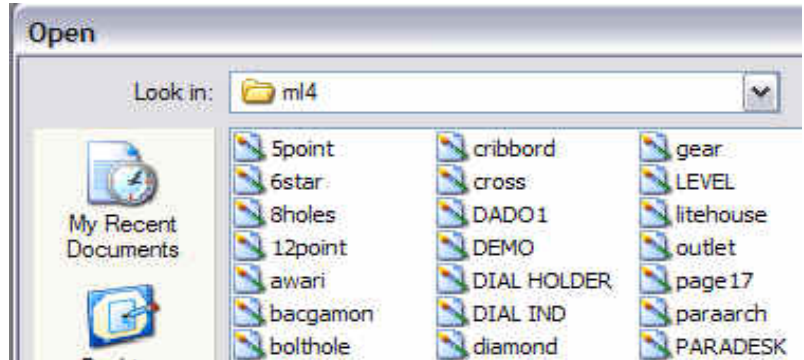 Open
Look in: ml4
My Recent
Documents
5point
6star
8holes
12point
awari
bacgamon
bolthole
cribbord
cross
DADO1
DEMO
DIAL HOLDER
DIAL IND
diamond
gear
LEVEL
litehouse
outlet
page17
paraarch
PARADESK